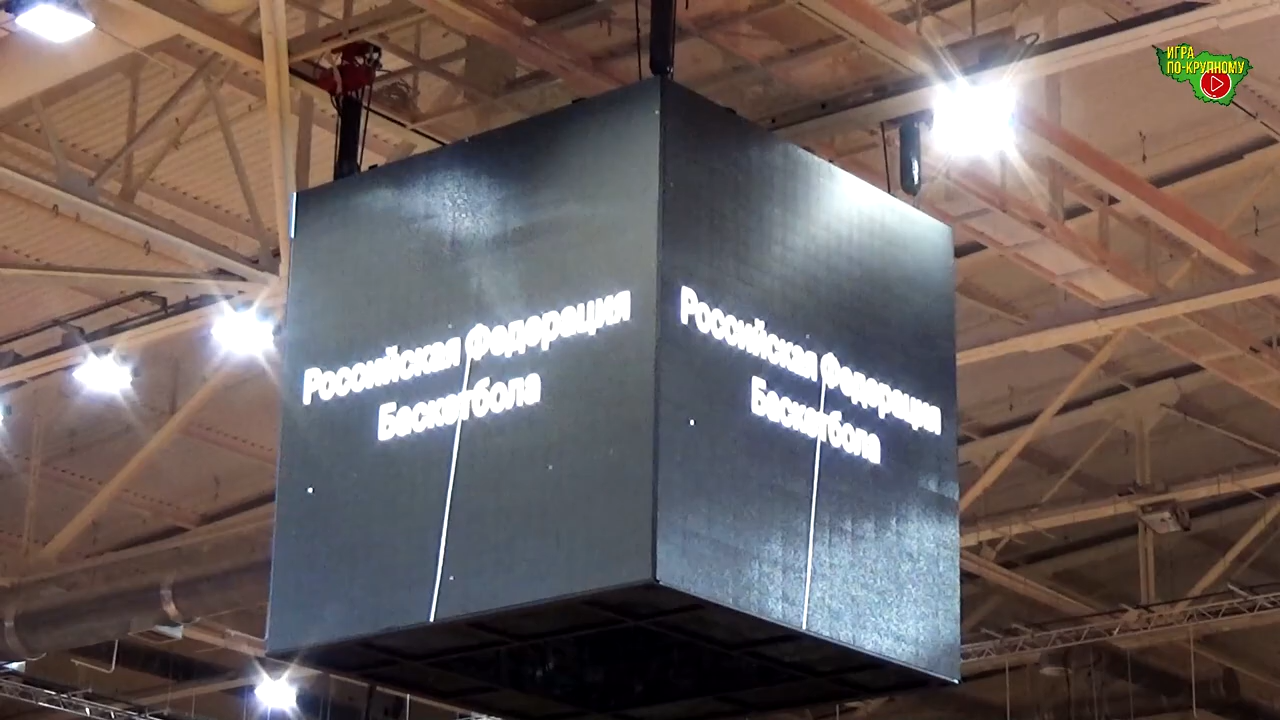 ИГРА
ПО-КРУПНОМУ
Российская Федерация
Баскетбола
Российская Федерация
Баскетбола